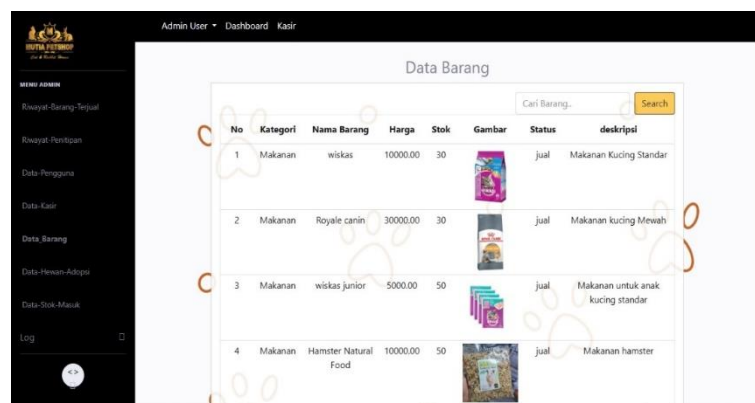 Admin User Dashboard Kasir
MUTIA PETSHOP
MENU ADMIN
Riwayat-Barang-Terjual
Riwayat-Penitipan
Data-Pengguna
Data-Kasir
Data_Barang
Data-Hewan-Adopsi
Data-Stok-Masuk
Log
Data Barang
Cari Barang.. Search
No Kategori Nama Barang Harga Stok Gambar Status deskripsi
1 Makanan wiskas 10000.00 30 jual Makanan Kucing Standar
2 Makanan Royale canin 30000.00 30 jual Makanan kucing Mewah
3 Makanan wiskas junior 5000.00 50 jual Makanan untuk anak
kucing standar
4 Makanan Hamster Natural 10000.00 50 jual Makanan hamster
Food